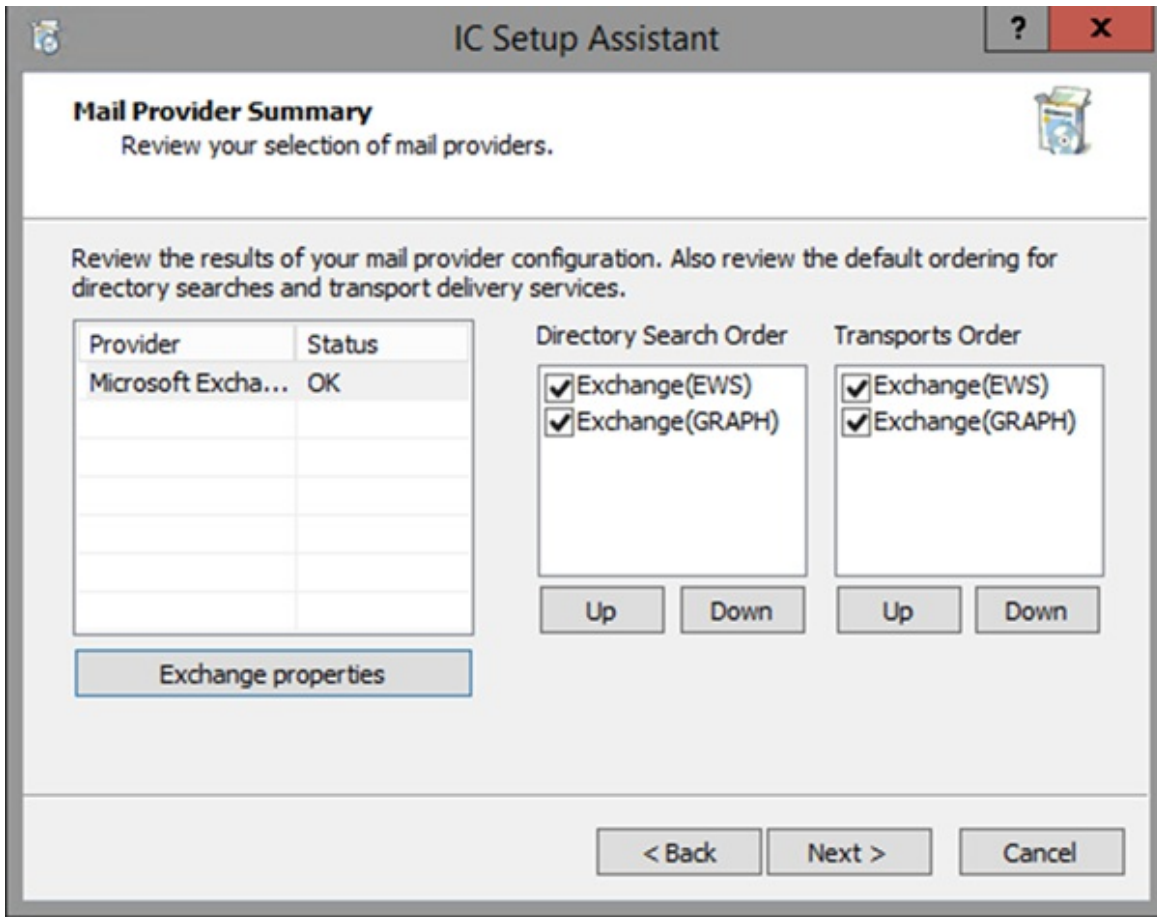 IC Setup Assistant
?
x
Mail Provider Summary
Review your selection of mail providers.
Review the results of your mail provider configuration. Also review the default ordering for
directory searches and transport delivery services.
Provider Status
Microsoft Excha... OK
Exchange properties
Directory Search Order
Exchange(EWS)
Exchange(GRAPH)
Up Down
Transports Order
Exchange(EWS)
Exchange(GRAPH)
Up Down
< Back Next > Cancel